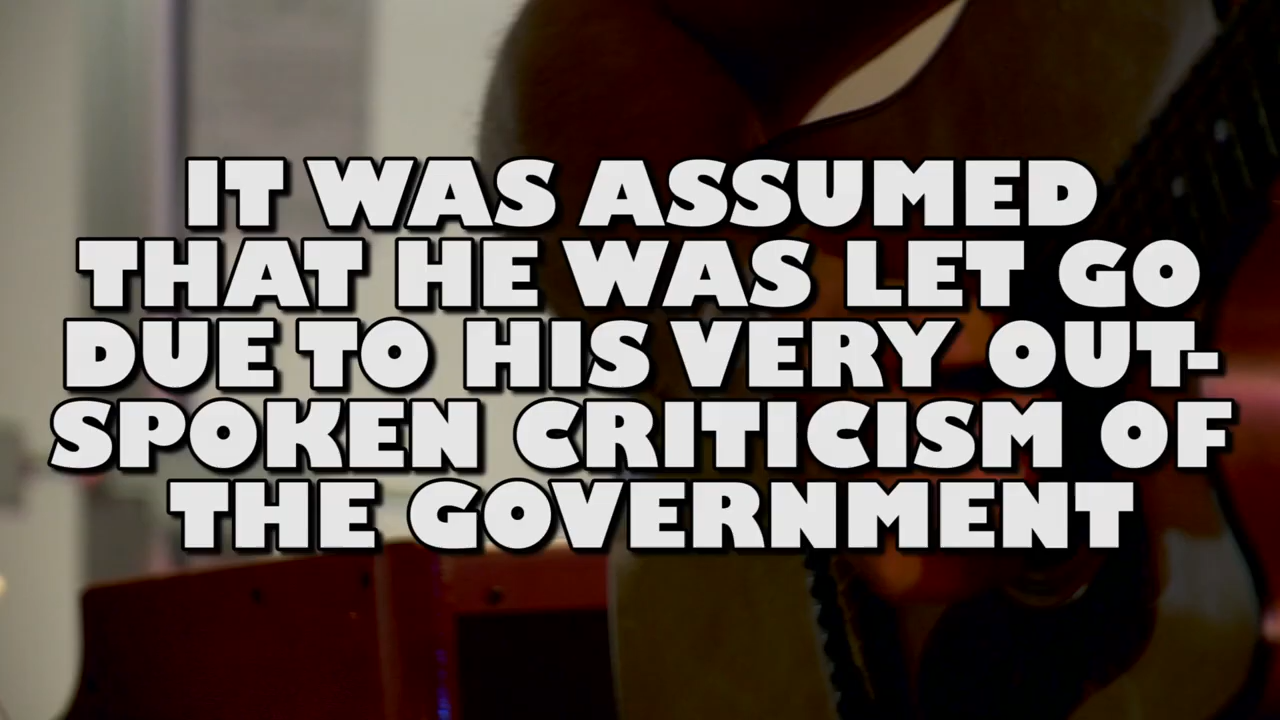 IT WAS ASSUMED
THAT HE WAS LET GO
DUE TO HIS VERY OUT-
SPOKEN CRITICISM OF
THE GOVERNMENT